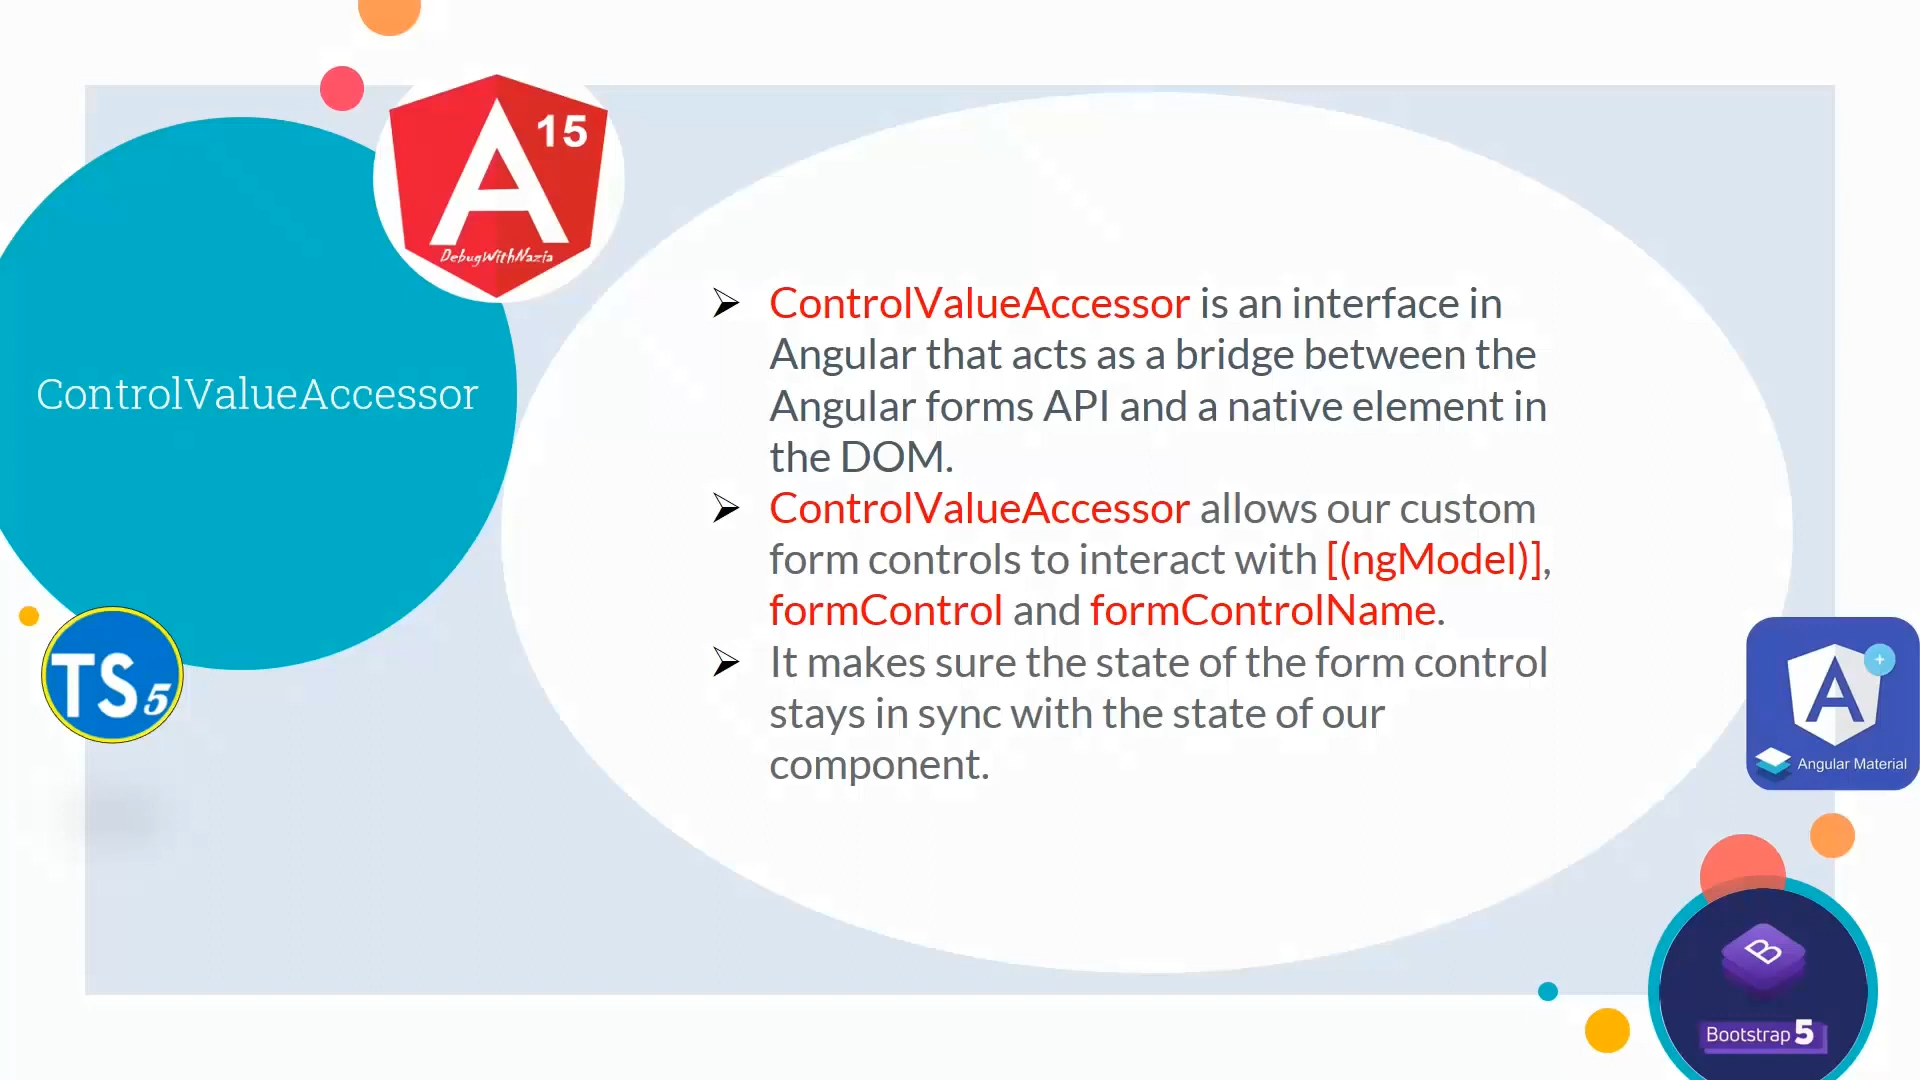 15
DebugWithNazia
ControlValueAccessor
➢ ControlValueAccessor is an interface in
Angular that acts as a bridge between the
Angular forms API and a native element in
the DOM.
➢ ControlValueAccessor allows our custom
form controls to interact with [(ngModel)],
formControl and formControlName.
➢ It makes sure the state of the form control
stays in sync with the state of our
component.
TS 5
A
+
Angular Material
B
Bootstrap 5